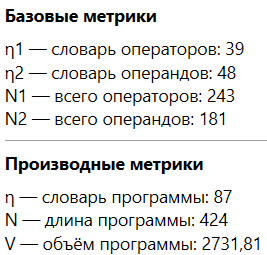 Базовые метрики
η1 — словарь операторов: 39
η2 — словарь операндов: 48
N1 — всего операторов: 243
N2 — всего операндов: 181
Производные метрики
η — словарь программы: 87
N — длина программы: 424
V — объём программы: 2731,81